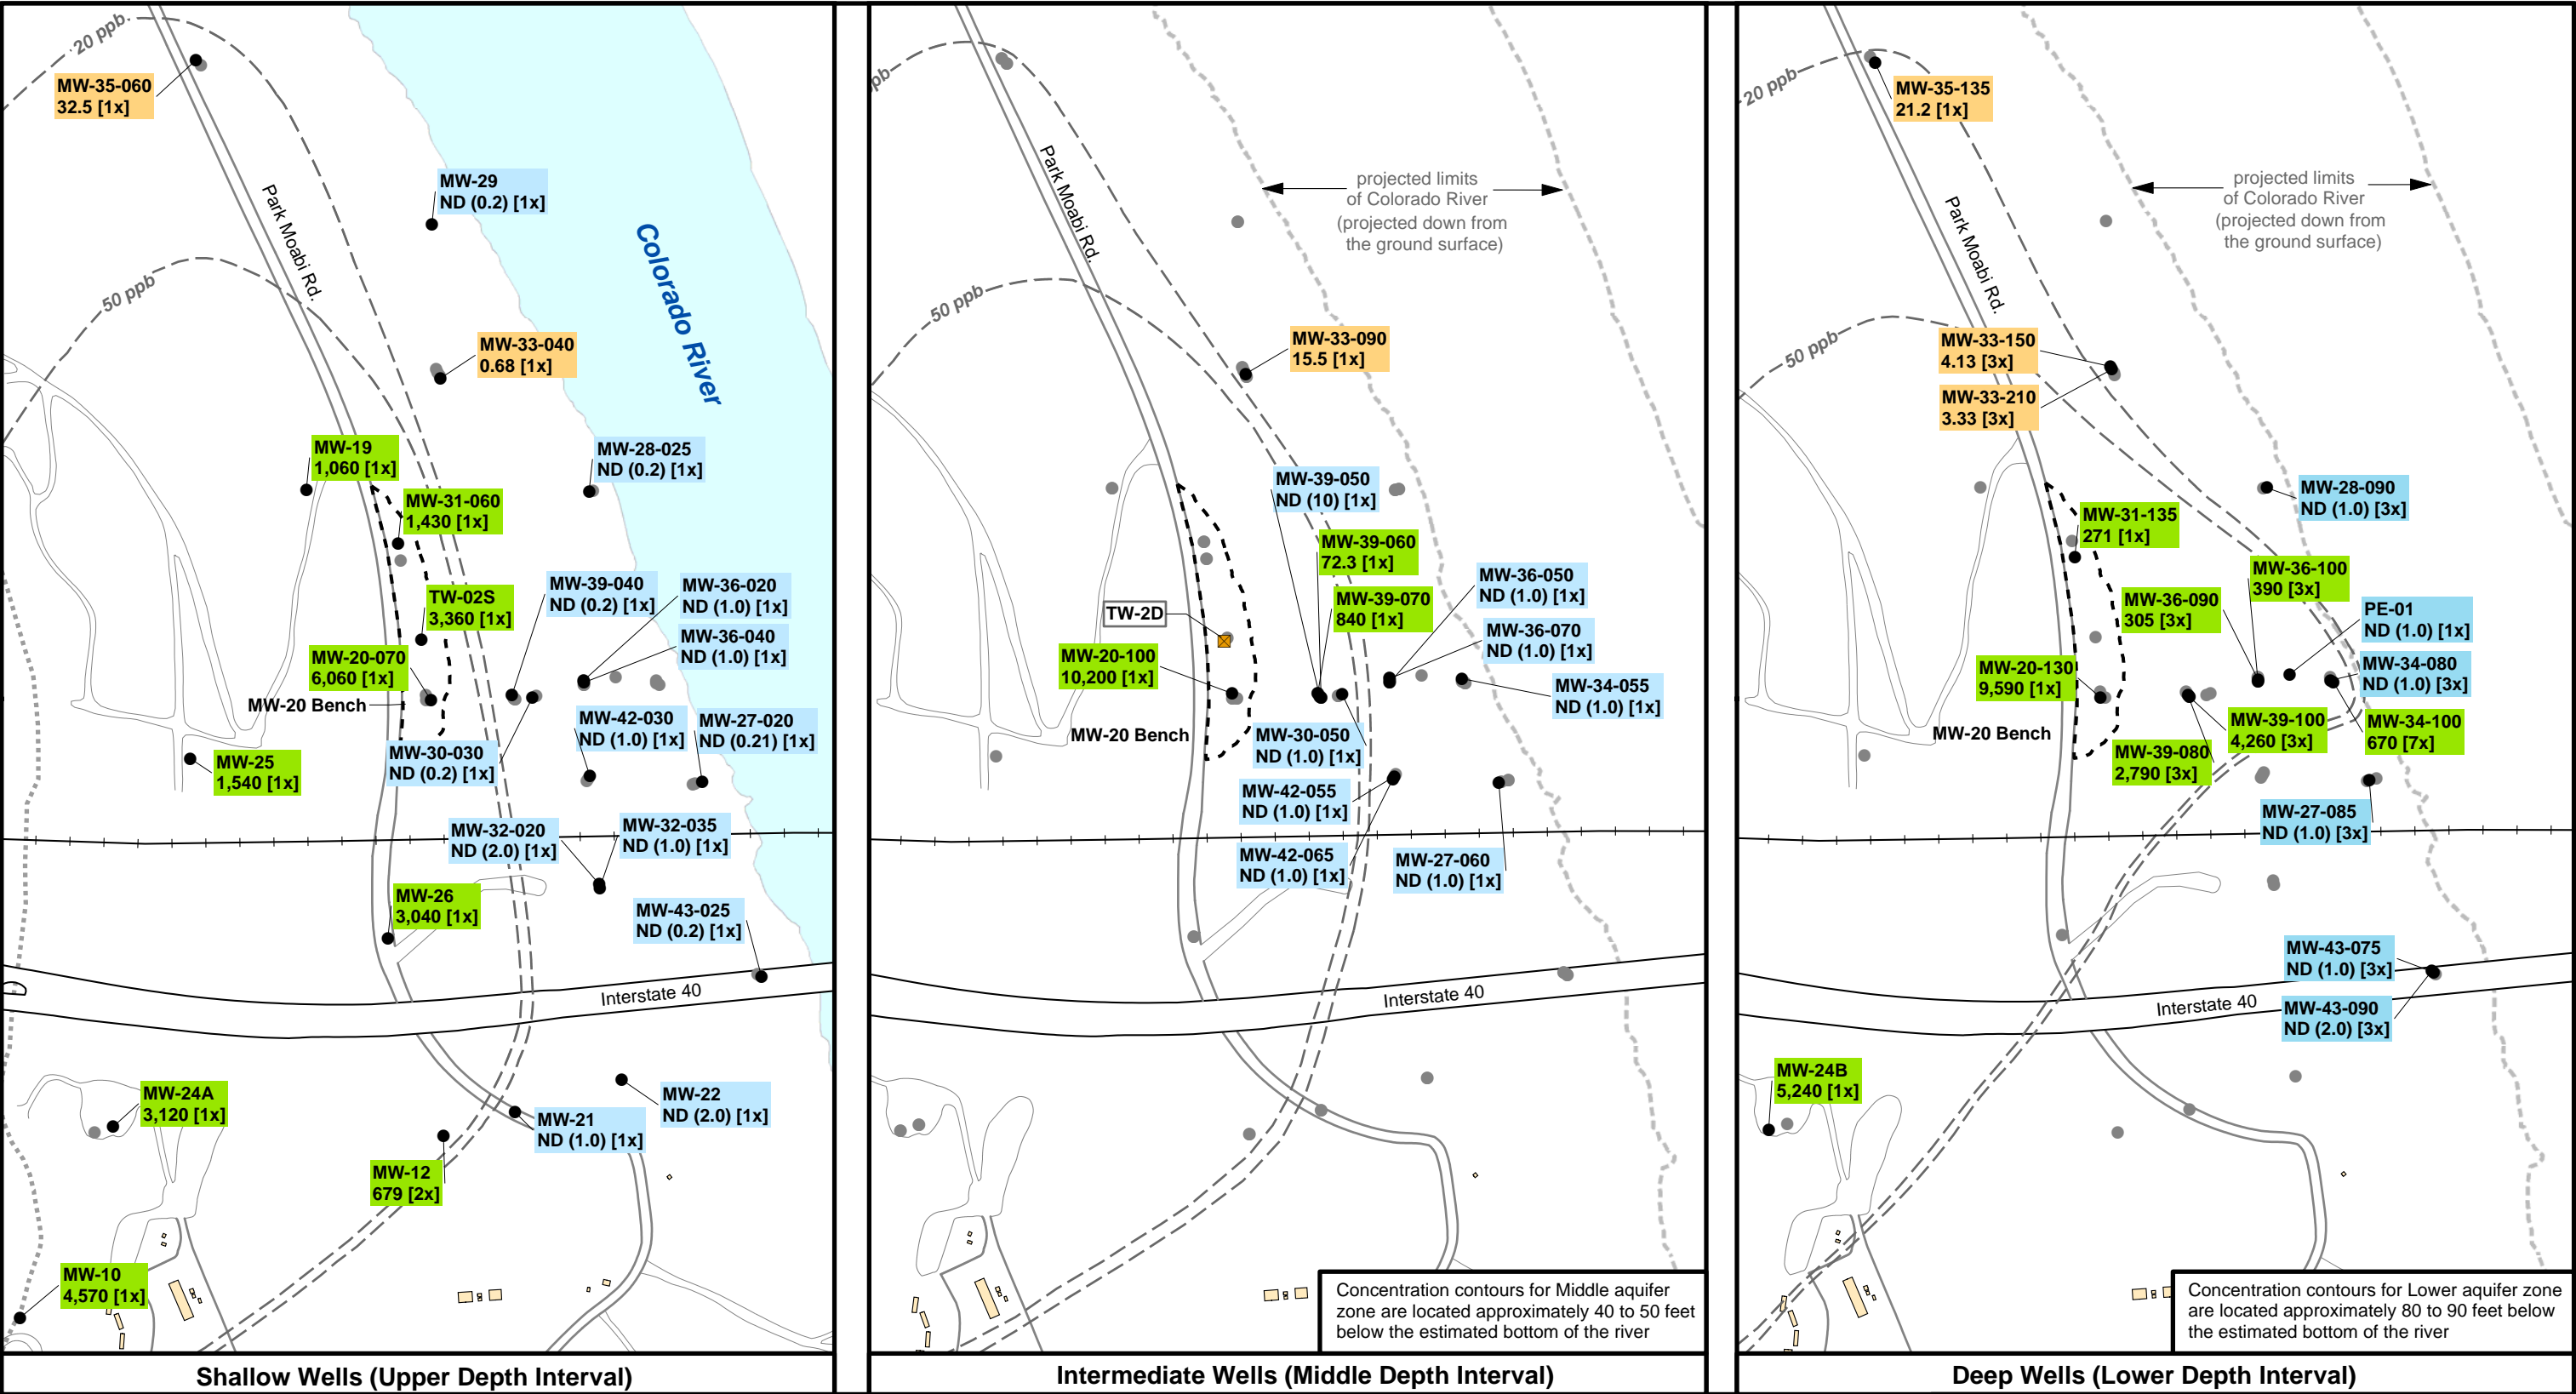 20 ppb
MW-35-060
32.5 [1x]
MW-29
ND (0.2) [1x]
Park Moabi Rd.
Colorado River
50 ppb
MW-33-040
0.68 [1x]
MW-19
1,060 [1x]
MW-28-025
ND (0.2) [1x]
MW-31-060
1,430 [1x]
TW-02S
3,360 [1x]
MW-39-040
ND (0.2) [1x]
MW-36-020
ND (1.0) [1x]
MW-36-040
ND (1.0) [1x]
MW-20-070
6,060 [1x]
MW-20 Bench
MW-30-030
ND (0.2) [1x]
MW-42-030
ND (1.0) [1x]
MW-27-020
ND (0.21) [1x]
MW-25
1,540 [1x]
MW-32-020
ND (2.0) [1x]
MW-32-035
ND (1.0) [1x]
MW-26
3,040 [1x]
MW-43-025
ND (0.2) [1x]
Interstate 40
MW-24A
3,120 [1x]
MW-22
ND (2.0) [1x]
MW-21
ND (1.0) [1x]
MW-12
679 [2x]
MW-10
4,570 [1x]
Shallow Wells (Upper Depth Interval)
pb
Park Moabi Rd.
projected limits
of Colorado River
(projected down from
the ground surface)
50 ppb
MW-33-090
15.5 [1x]
MW-39-050
ND (10) [1x]
MW-39-060
72.3 [1x]
MW-39-070
840 [1x]
MW-36-050
ND (1.0) [1x]
MW-36-070
ND (1.0) [1x]
TW-2D
MW-20-100
10,200 [1x]
MW-34-055
ND (1.0) [1x]
MW-20 Bench
MW-30-050
ND (1.0) [1x]
MW-42-055
ND (1.0) [1x]
MW-42-065
ND (1.0) [1x]
MW-27-060
ND (1.0) [1x]
Interstate 40
Concentration contours for Middle aquifer
zone are located approximately 40 to 50 feet
below the estimated bottom of the river
Intermediate Wells (Middle Depth Interval)
20 ppb
MW-35-135
21.2 [1x]
Park Moabi Rd.
projected limits
of Colorado River
(projected down from
the ground surface)
50 ppb
MW-33-150
4.13 [3x]
MW-33-210
3.33 [3x]
MW-28-090
ND (1.0) [3x]
MW-31-135
271 [1x]
MW-36-100
390 [3x]
MW-36-090
305 [3x]
PE-01
ND (1.0) [1x]
MW-20-130
9,590 [1x]
MW-34-080
ND (1.0) [3x]
MW-20 Bench
MW-39-100
4,260 [3x]
MW-34-100
670 [7x]
MW-39-080
2,790 [3x]
MW-27-085
ND (1.0) [3x]
MW-43-075
ND (1.0) [3x]
Interstate 40
MW-43-090
ND (2.0) [3x]
MW-24B
5,240 [1x]
Concentration contours for Lower aquifer zone
are located approximately 80 to 90 feet below
the estimated bottom of the river
Deep Wells (Lower Depth Interval)